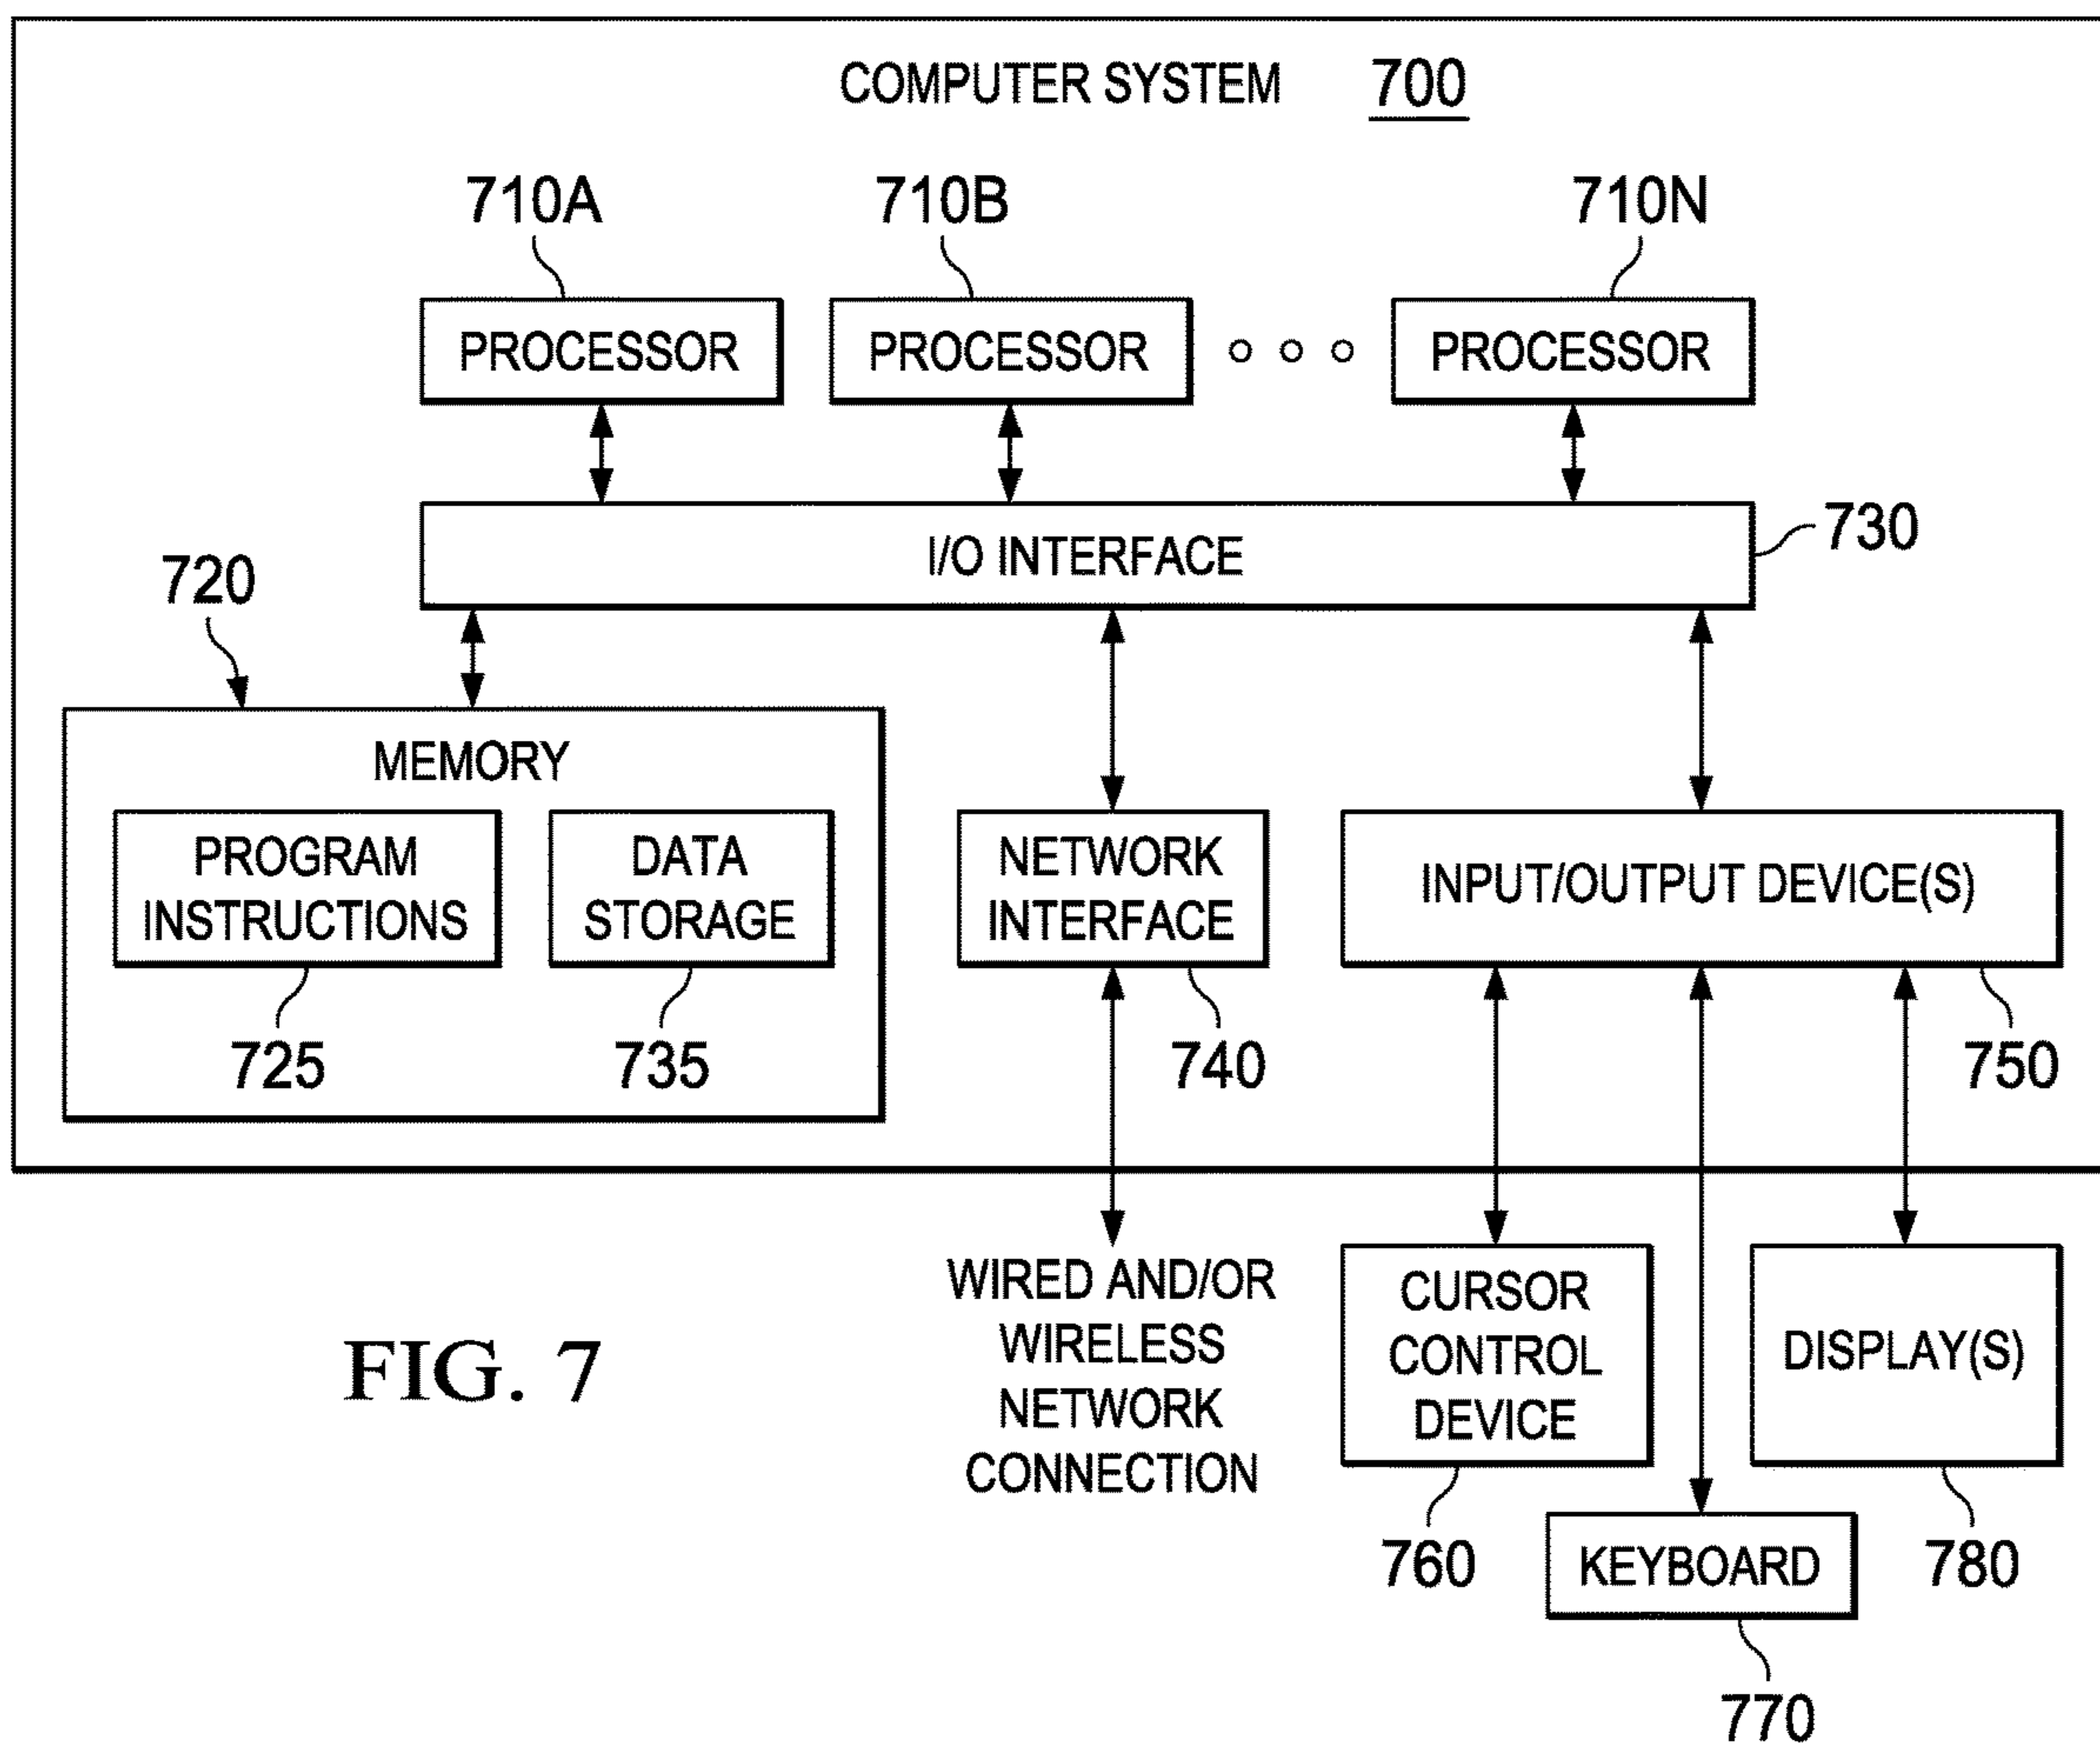 COMPUTER SYSTEM 700
710A 710B 710N
PROCESSOR PROCESSOR PROCESSOR
I/O INTERFACE 730
720
MEMORY
PROGRAM
INSTRUCTIONS
725
DATA
STORAGE
735
NETWORK
INTERFACE
740
INPUT/OUTPUT DEVICE(S)
750
WIRED AND/OR
WIRELESS
NETWORK
CONNECTION
CURSOR
CONTROL
DEVICE
760
KEYBOARD
770
DISPLAY(S)
780
FIG. 7